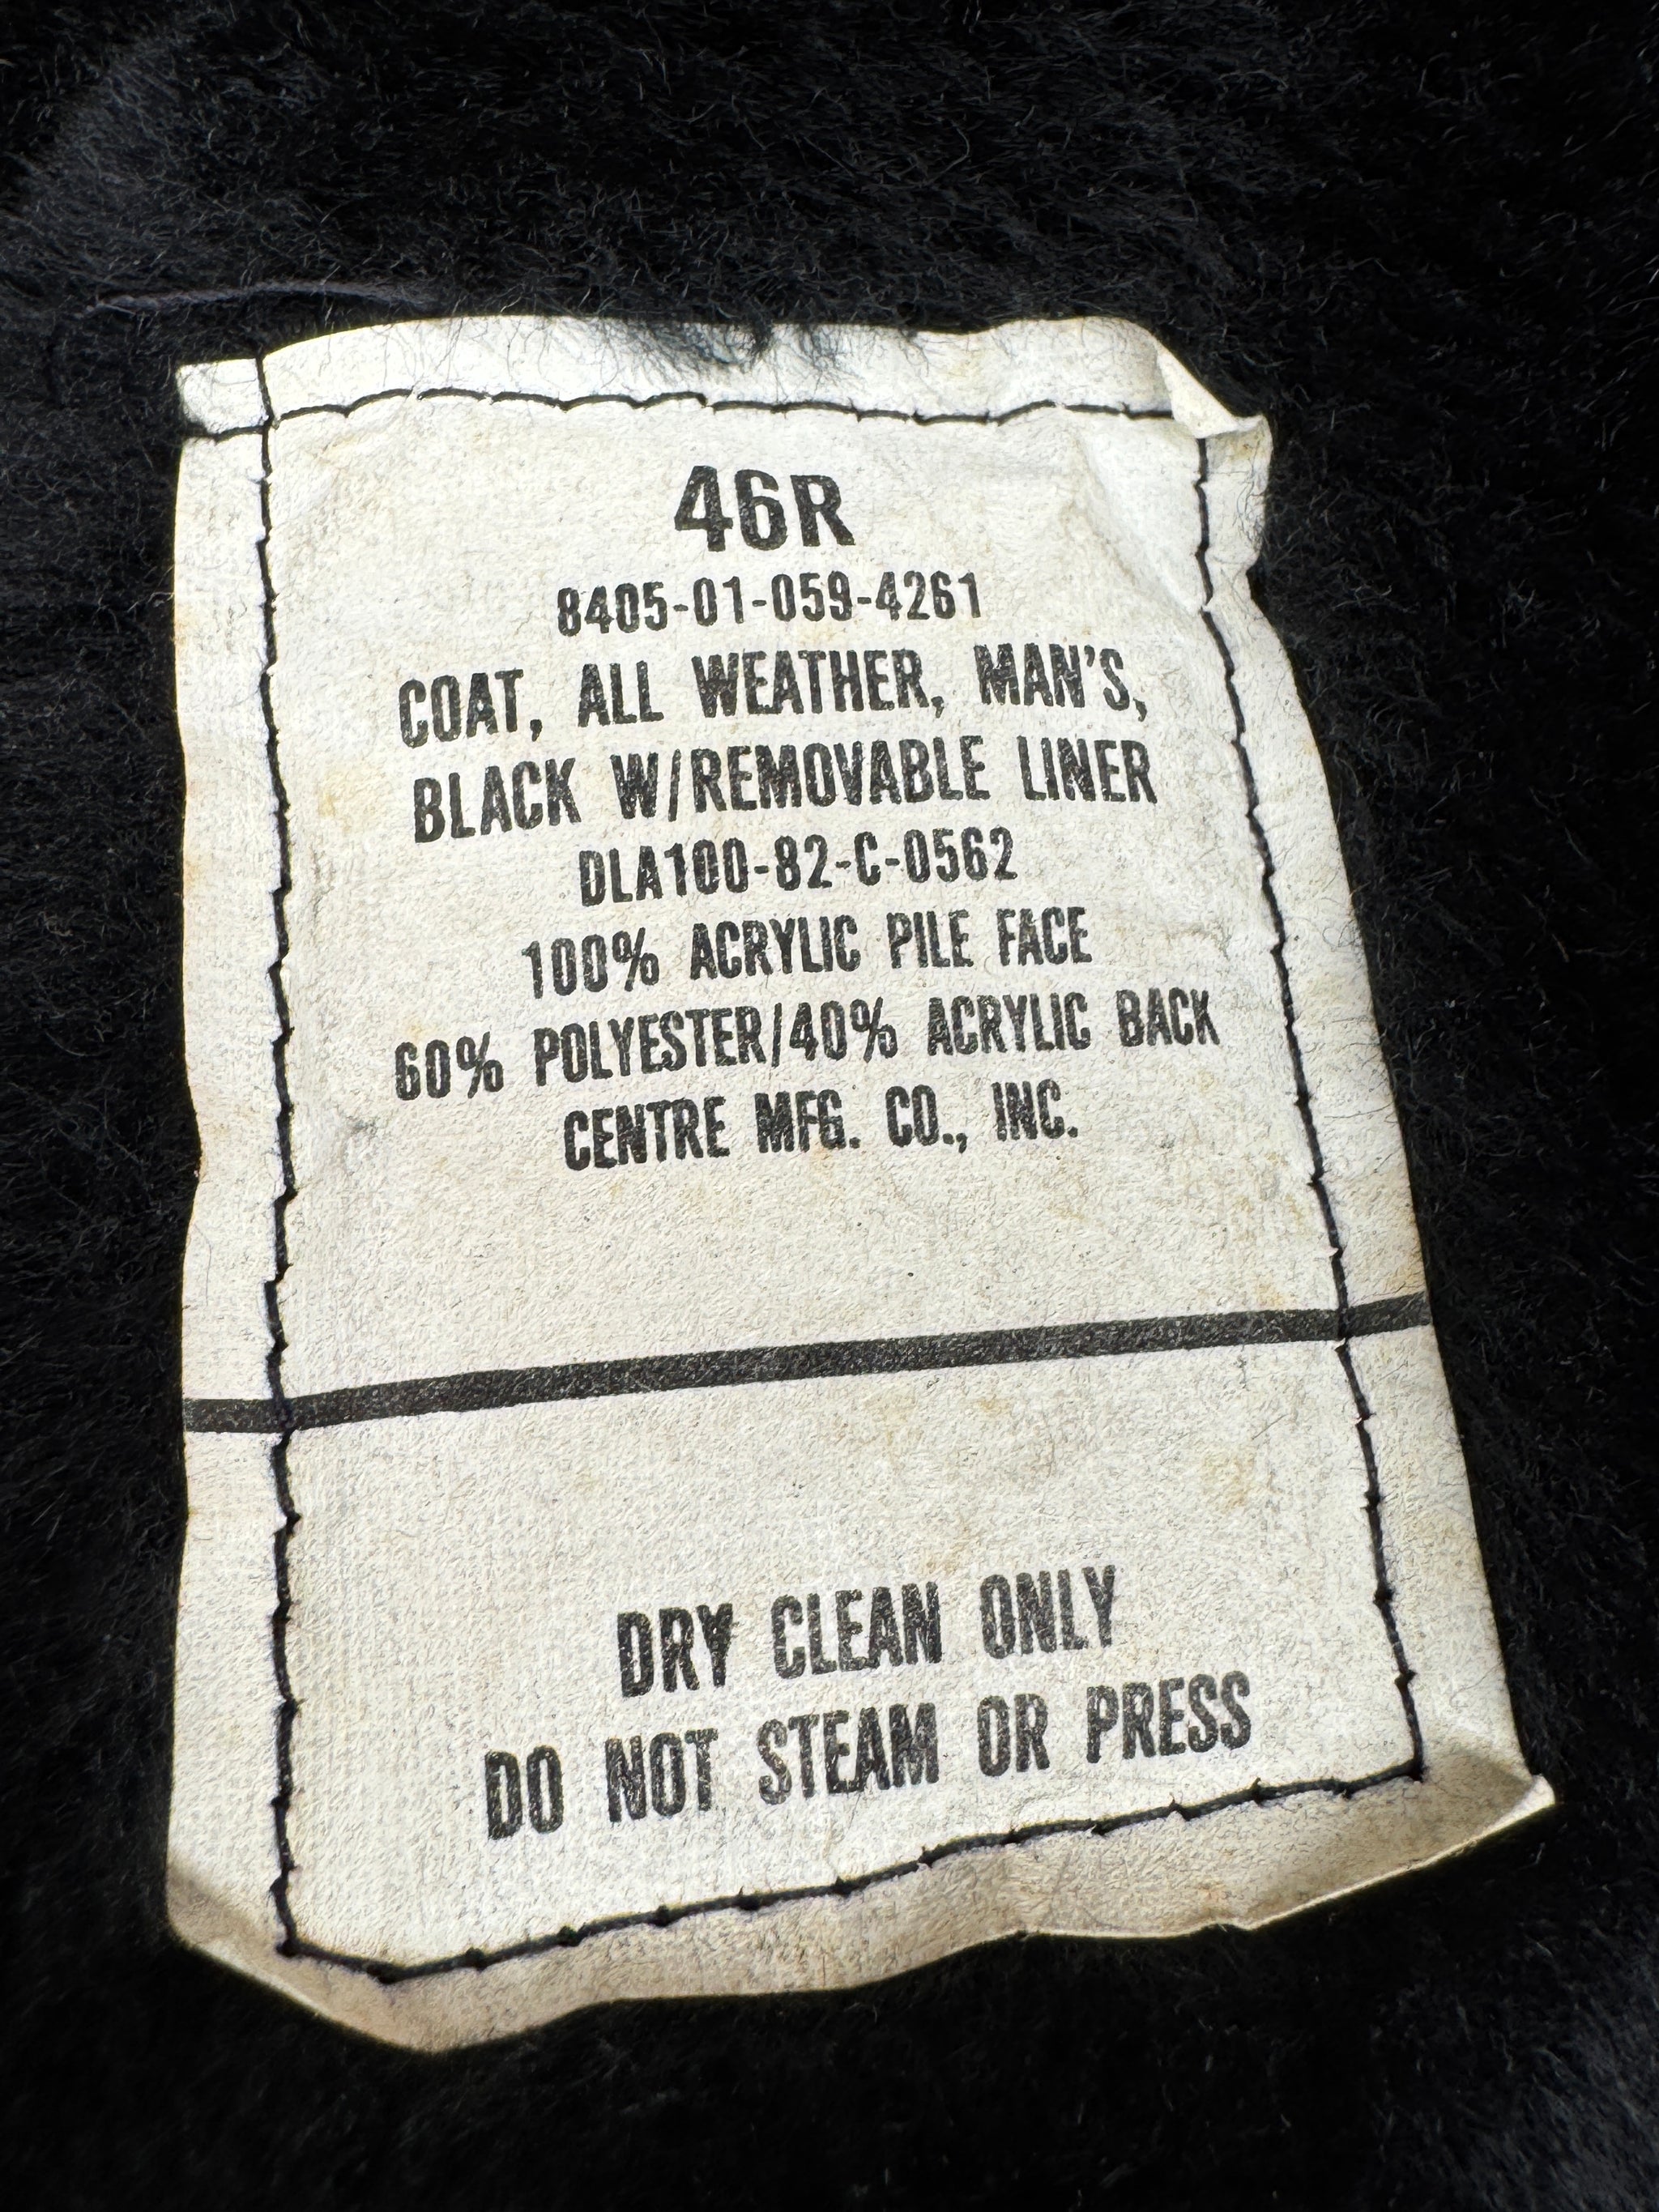 46R
8405-01-059-4261
COAT, ALL WEATHER, MAN'S,
BLACK W/REMOVABLE LINER
DLA100-82-C-0562
100% ACRYLIC PILE FACE
60% POLYESTER/40% ACRYLIC BACK
CENTRE MFG. CO., INC.
DRY CLEAN ONLY
DO NOT STEAM OR PRESS